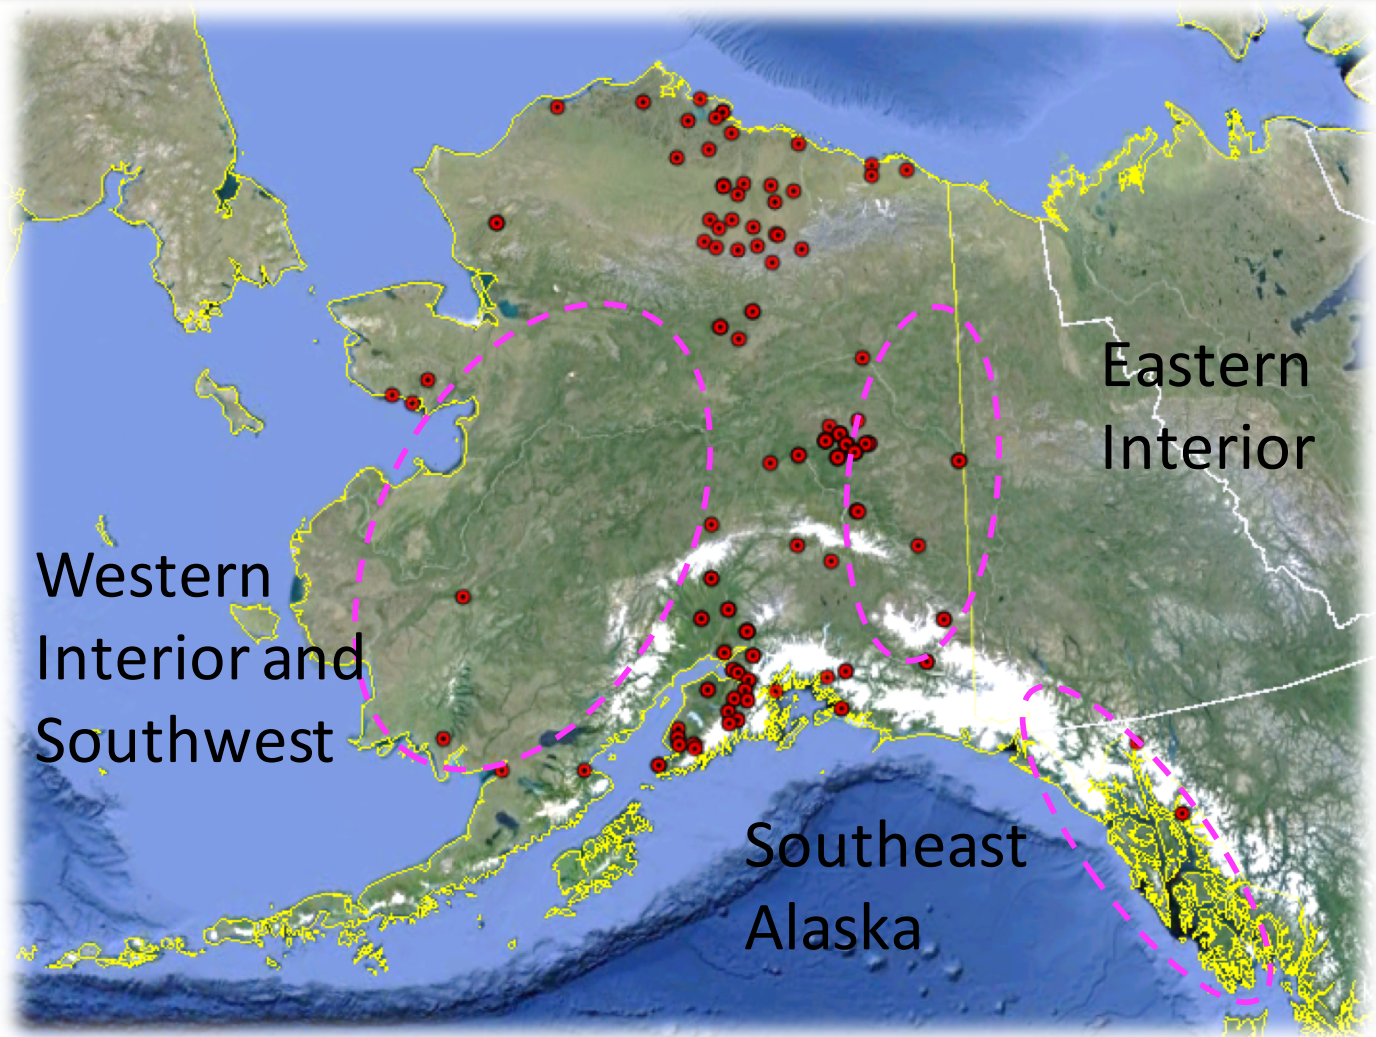 Eastern
Interior
Western
Interior and
Southwest
Southeast
Alaska